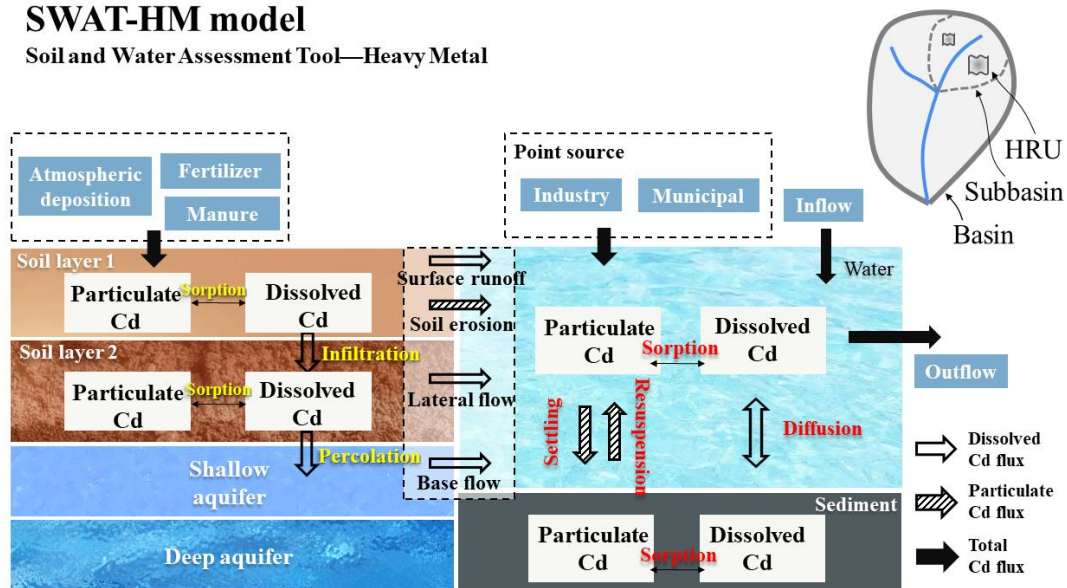 SWAT-HM model
Soil and Water Assessment Tool—Heavy Metal
HRU
Subbasin
Basin
Atmospheric
deposition
Fertilizer
Manure
Point source
Industry
Municipal
Inflow
Soil layer 1
Particulate
Cd
Sorption
Dissolved
Cd
Surface runoff
Soil erosion
Infiltration
Soil layer 2
Particulate
Cd
Sorption
Dissolved
Cd
Lateral flow
Percolation
Shallow
aquifer
Base flow
Deep aquifer
Water
Particulate
Cd
Sorption
Dissolved
Cd
Outflow
Settling
Resuspension
Diffusion
Sediment
Particulate
Cd
Sorption
Dissolved
Cd
Dissolved
Cd flux
Particulate
Cd flux
Total
Cd flux